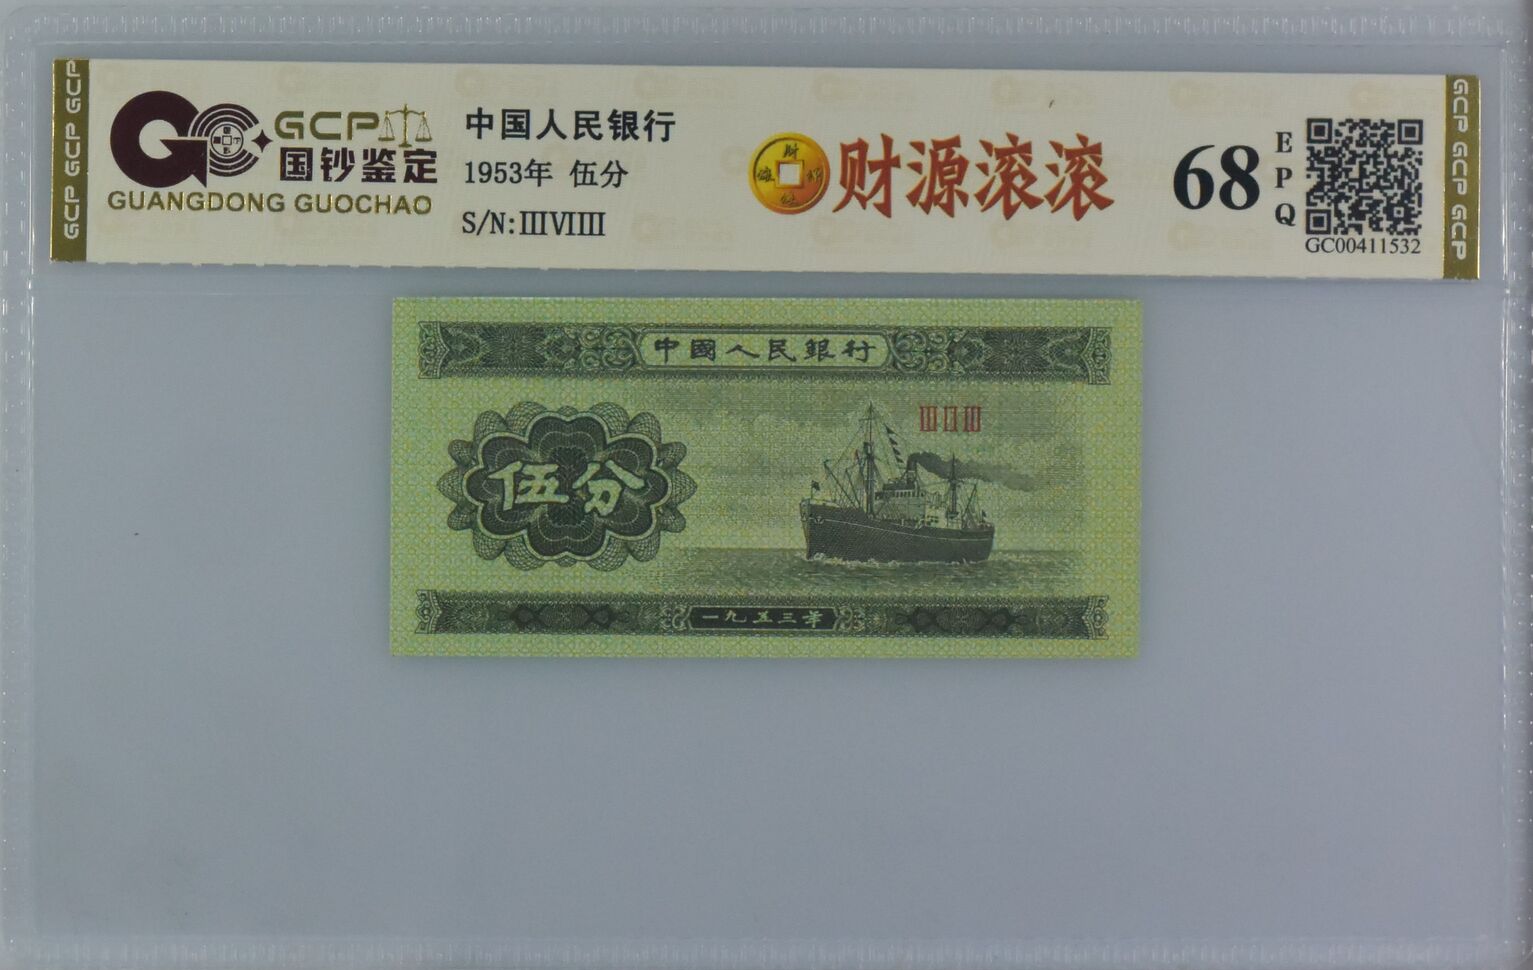 GCP GCP GCP
GCP
国钞鉴定
GUANGDONG GUOCHAO
中国人民银行
1953年 伍分
S/N:ⅢⅥⅢ
财源滚滚
68
EPQ
GC00411532
GCP GCP GCP
中國人民銀行
伍分
一九五三年